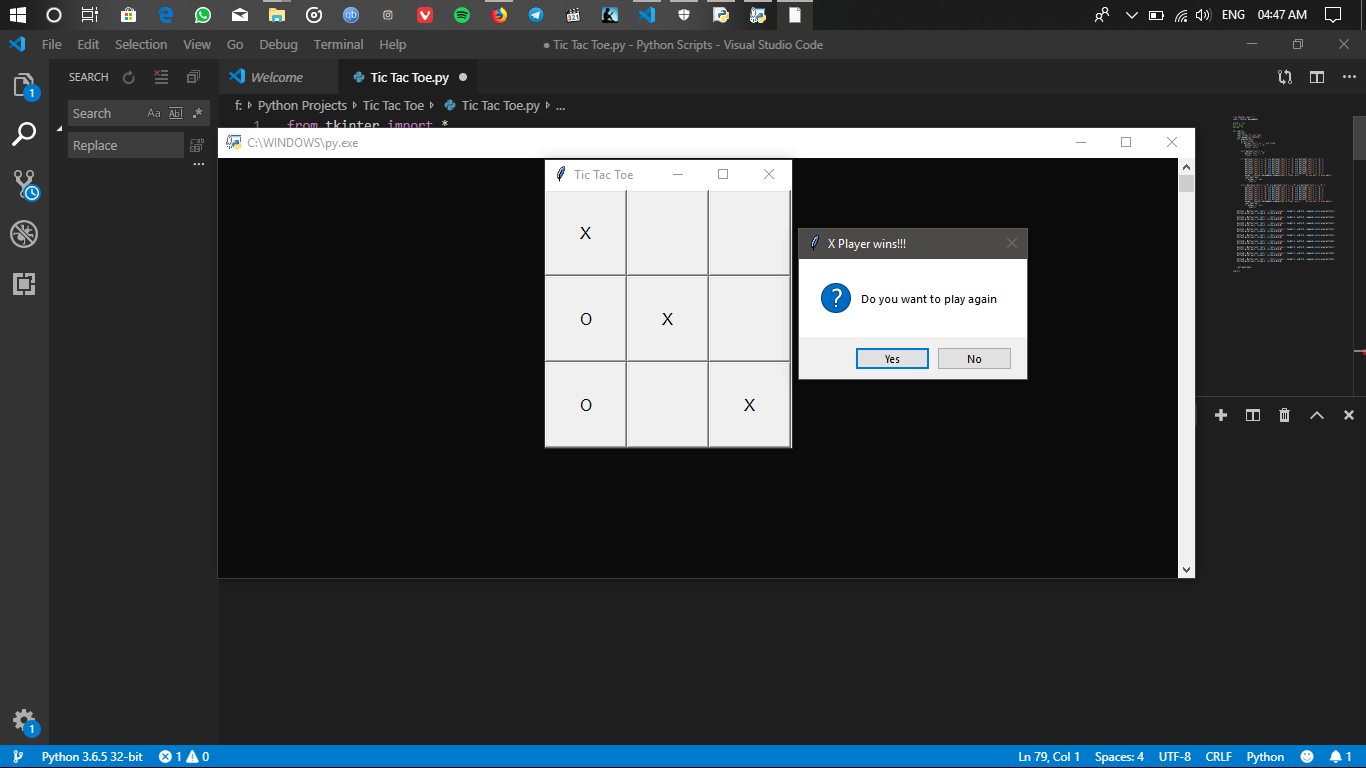 ENG 04:47 AM
File Edit Selection View Go Debug Terminal Help ● Tic Tac Toe.py - Python Scripts - Visual Studio Code
SEARCH Welcome Tic Tac Toe.py
1
Search Aa Abl .*
f: Python Projects Tic Tac Toe Tic Tac Toe.py ...
1 from tkinter import *
Replace
C:\WINDOWS\py.exe
Tic Tac Toe
X
O X
O X
X Player wins!!!
Do you want to play again
Yes No
1
Python 3.6.5 32-bit 1 0 Ln 79, Col 1 Spaces: 4 UTF-8 CRLF Python 1